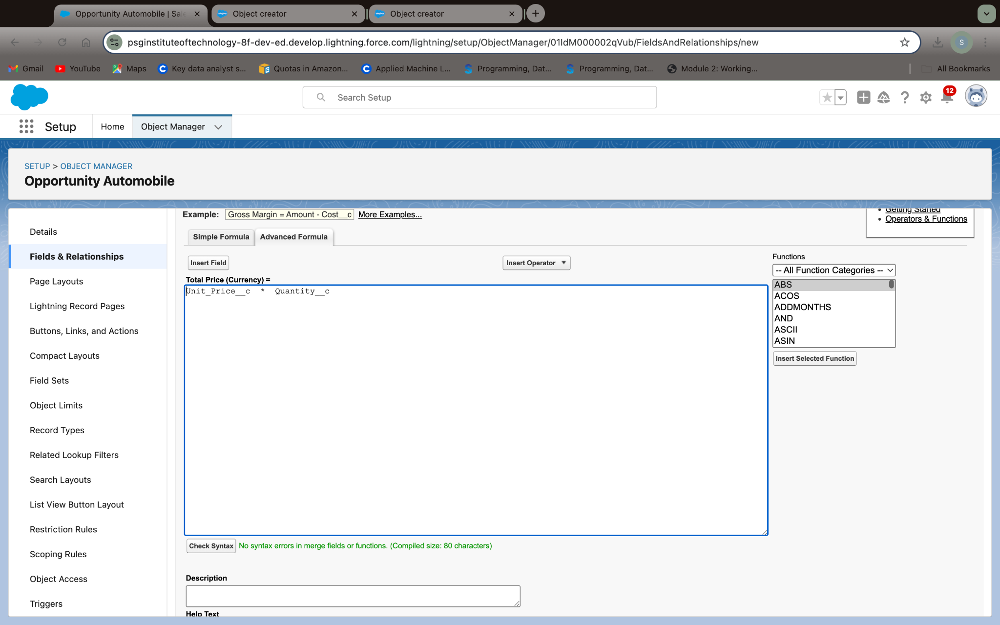 Opportunity Automobile | Sale
Object creator
Object creator
psginstituteoftechnology-8f-dev-ed.develop.lightning.force.com/lightning/setup/ObjectManager/01IdM000002qVub/FieldsAndRelationships/new
S
Gmail
YouTube
Maps
Key data analyst s...
Quotas in Amazon...
Applied Machine L...
Programming, Dat...
Programming, Dat...
Module 2: Working...
All Bookmarks
Search Setup
12
Setup
Home
Object Manager
SETUP > OBJECT MANAGER
Opportunity Automobile
Details
Fields & Relationships
Page Layouts
Lightning Record Pages
Buttons, Links, and Actions
Compact Layouts
Field Sets
Object Limits
Record Types
Related Lookup Filters
Search Layouts
List View Button Layout
Restriction Rules
Scoping Rules
Object Access
Triggers
Example: Gross Margin = Amount - Cost__c More Examples...
Getting Started
Operators & Functions
Simple Formula
Advanced Formula
Insert Field
Insert Operator
Total Price (Currency) =
Unit_Price__c * Quantity__c
Functions
-- All Function Categories --
ABS
ACOS
ADDMONTHS
AND
ASCII
ASIN
Insert Selected Function
Check Syntax No syntax errors in merge fields or functions. (Compiled size: 80 characters)
Description
Help Text